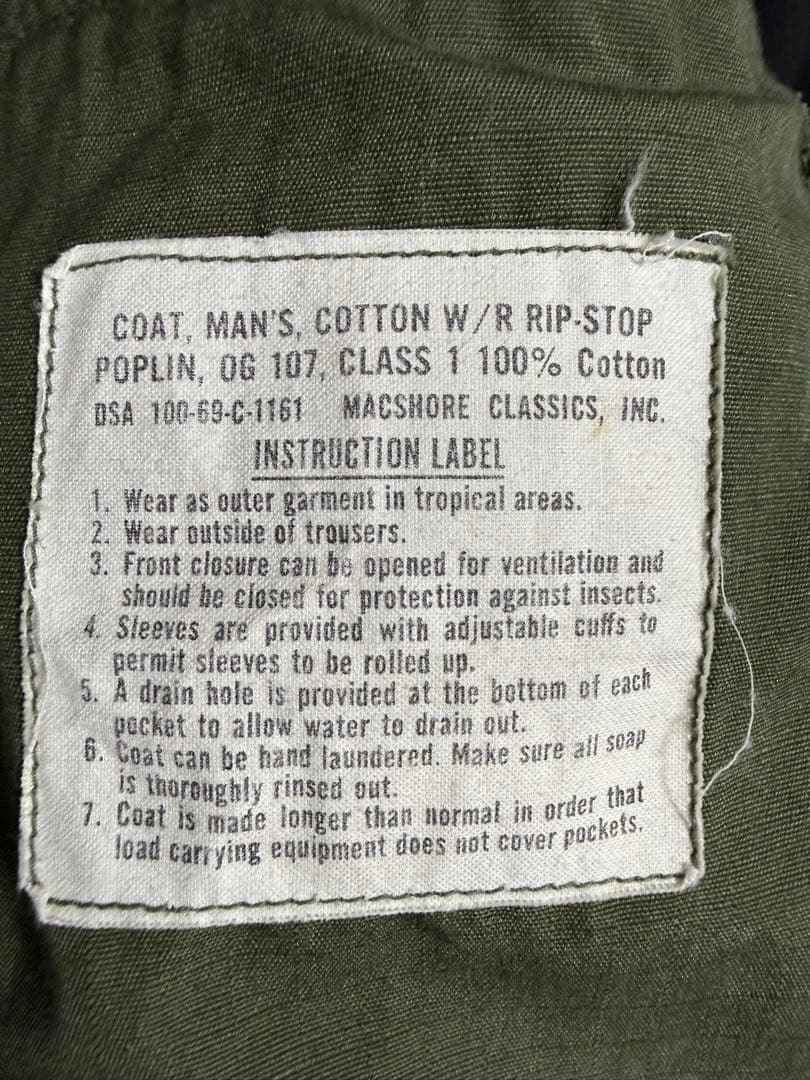 COAT, MAN'S, COTTON W/R RIP-STOP
POPLIN, OG 107, CLASS 1 100% Cotton
DSA 100-69-C-1161 MACSHORE CLASSICS, INC.
INSTRUCTION LABEL
1. Wear as outer garment in tropical areas.
2. Wear outside of trousers.
3. Front closure can be opened for ventilation and
should be closed for protection against insects.
4. Sleeves are provided with adjustable cuffs to
permit sleeves to be rolled up.
5. A drain hole is provided at the bottom of each
pocket to allow water to drain out.
6. Coat can be hand laundered. Make sure all soap
is thoroughly rinsed out.
7. Coat is made longer than normal in order that
load carrying equipment does not cover pockets.